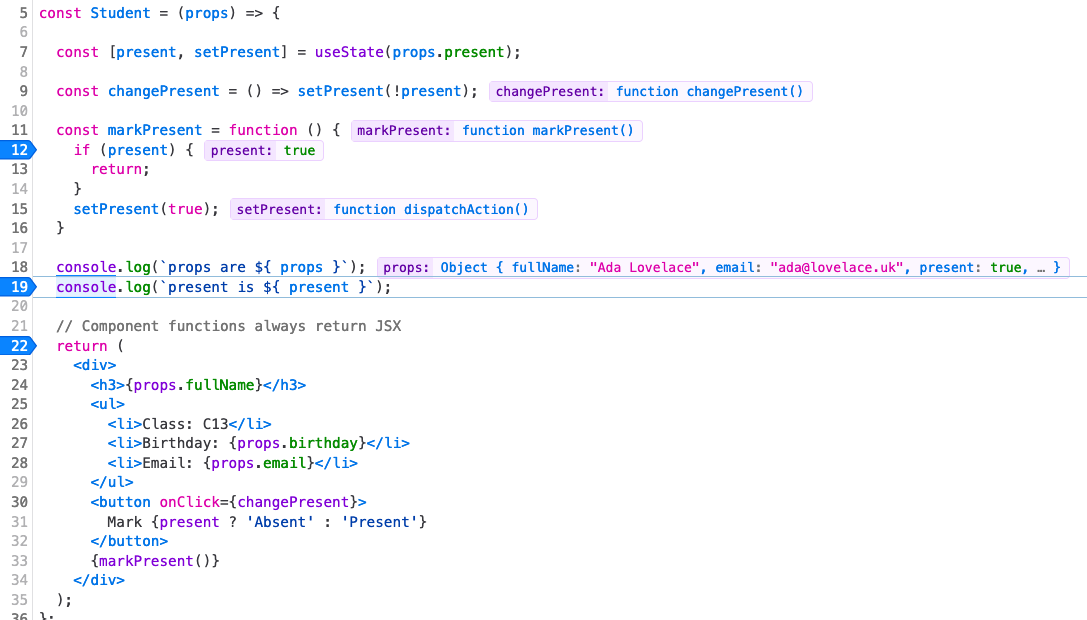 5 const Student = (props) => {
6
7 const [present, setPresent] = useState(props.present);
8
9 const changePresent = () => setPresent(!present); changePresent: function changePresent()
10
11 const markPresent = function () { markPresent: function markPresent()
12 if (present) { present: true
13 return;
14 }
15 setPresent(true); setPresent: function dispatchAction()
16 }
17
18 console.log(`props are ${ props }`); props: Object { fullName: "Ada Lovelace", email: "ada@lovelace.uk", present: true, … }
19 console.log(`present is ${ present }`);
20
21 // Component functions always return JSX
22 return (
23 <div>
24 <h3>{props.fullName}</h3>
25 <ul>
26 <li>Class: C13</li>
27 <li>Birthday: {props.birthday}</li>
28 <li>Email: {props.email}</li>
29 </ul>
30 <button onClick={changePresent}>
31 Mark {present ? 'Absent' : 'Present'}
32 </button>
33 {markPresent()}
34 </div>
35 );
36 };